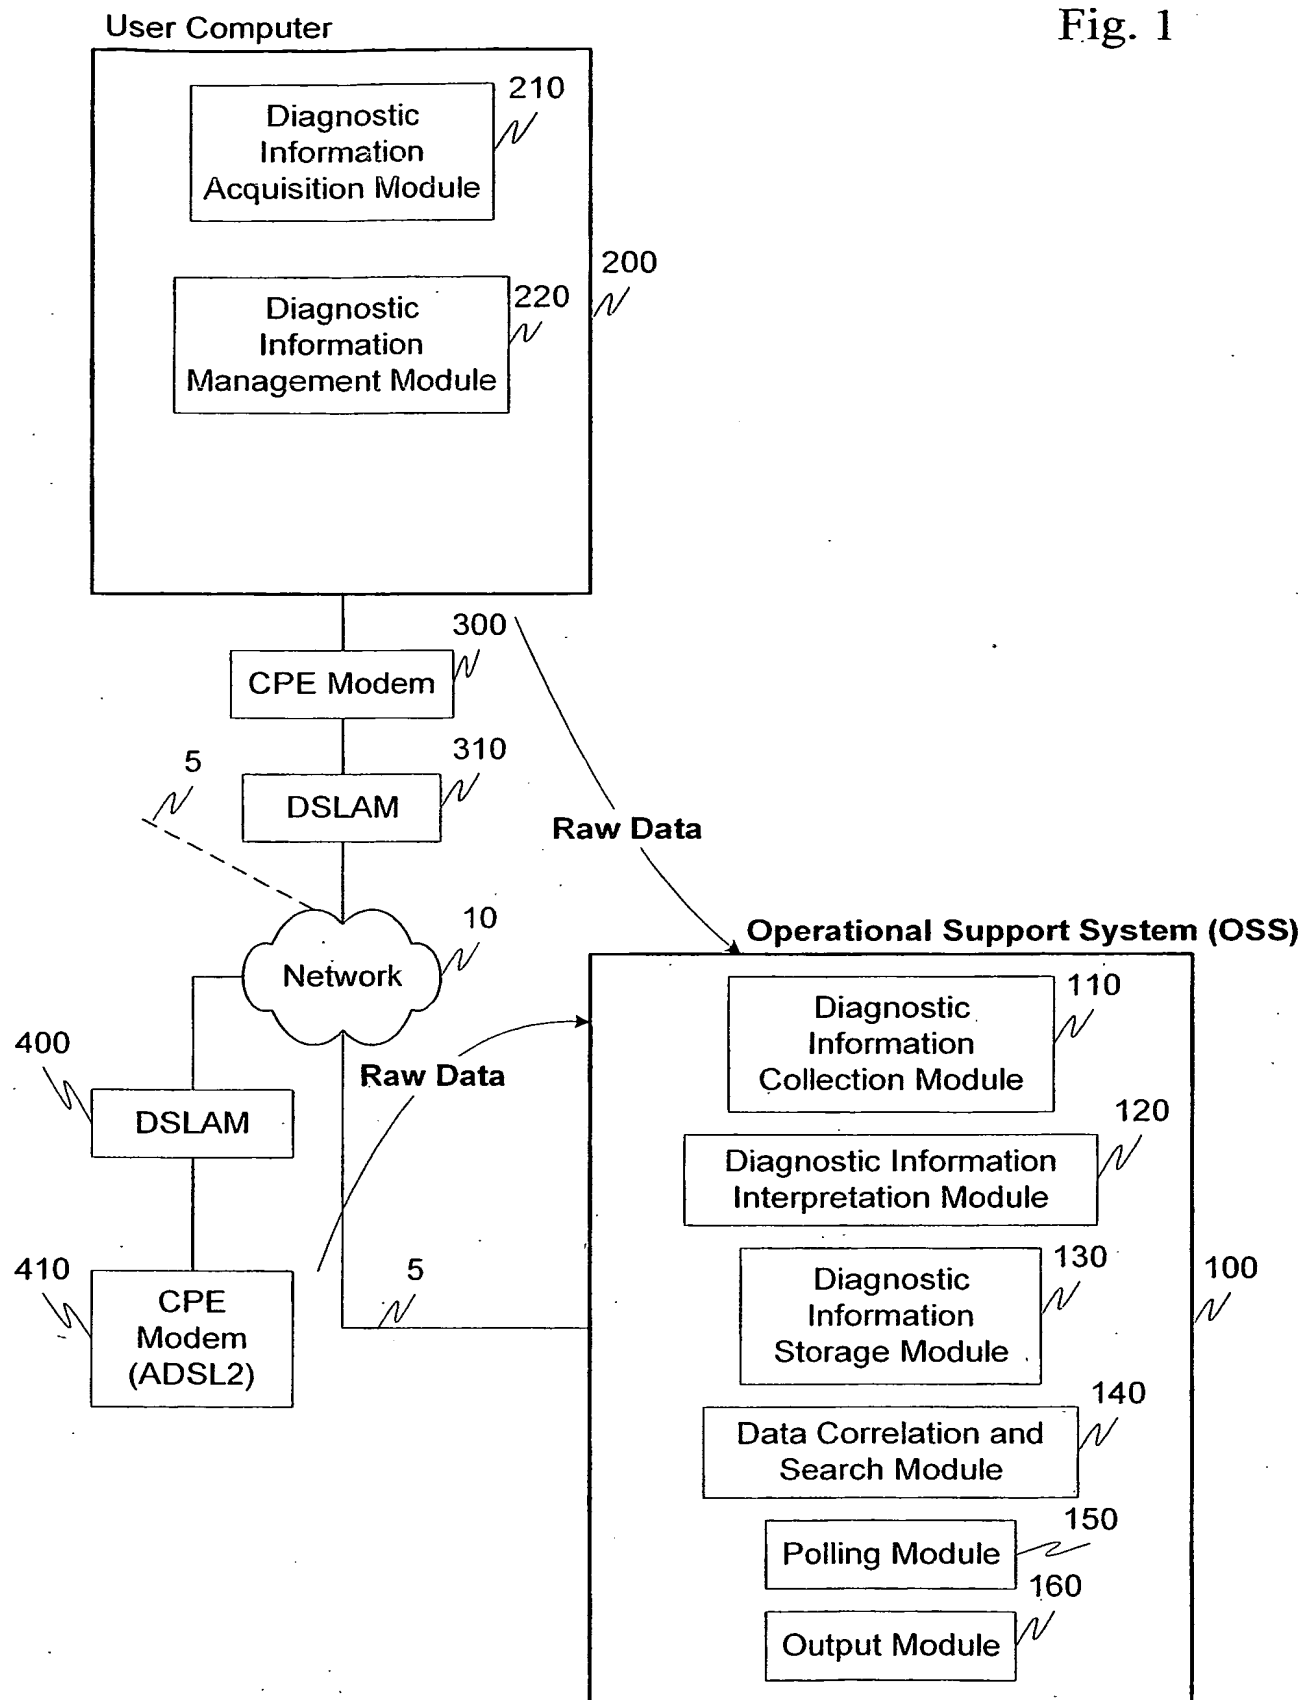 Fig. 1
User Computer
210
Diagnostic
Information
Acquisition Module
200
220
Diagnostic
Information
Management Module
300
CPE Modem
310
5
DSLAM
Raw Data
10
Operational Support System (OSS)
Network
110
Diagnostic
Information
Collection Module
400
Raw Data
DSLAM
120
Diagnostic Information
Interpretation Module
410
5
130
100
CPE
Modem
(ADSL2)
Diagnostic
Information
Storage Module
140
Data Correlation and
Search Module
150
Polling Module
160
Output Module